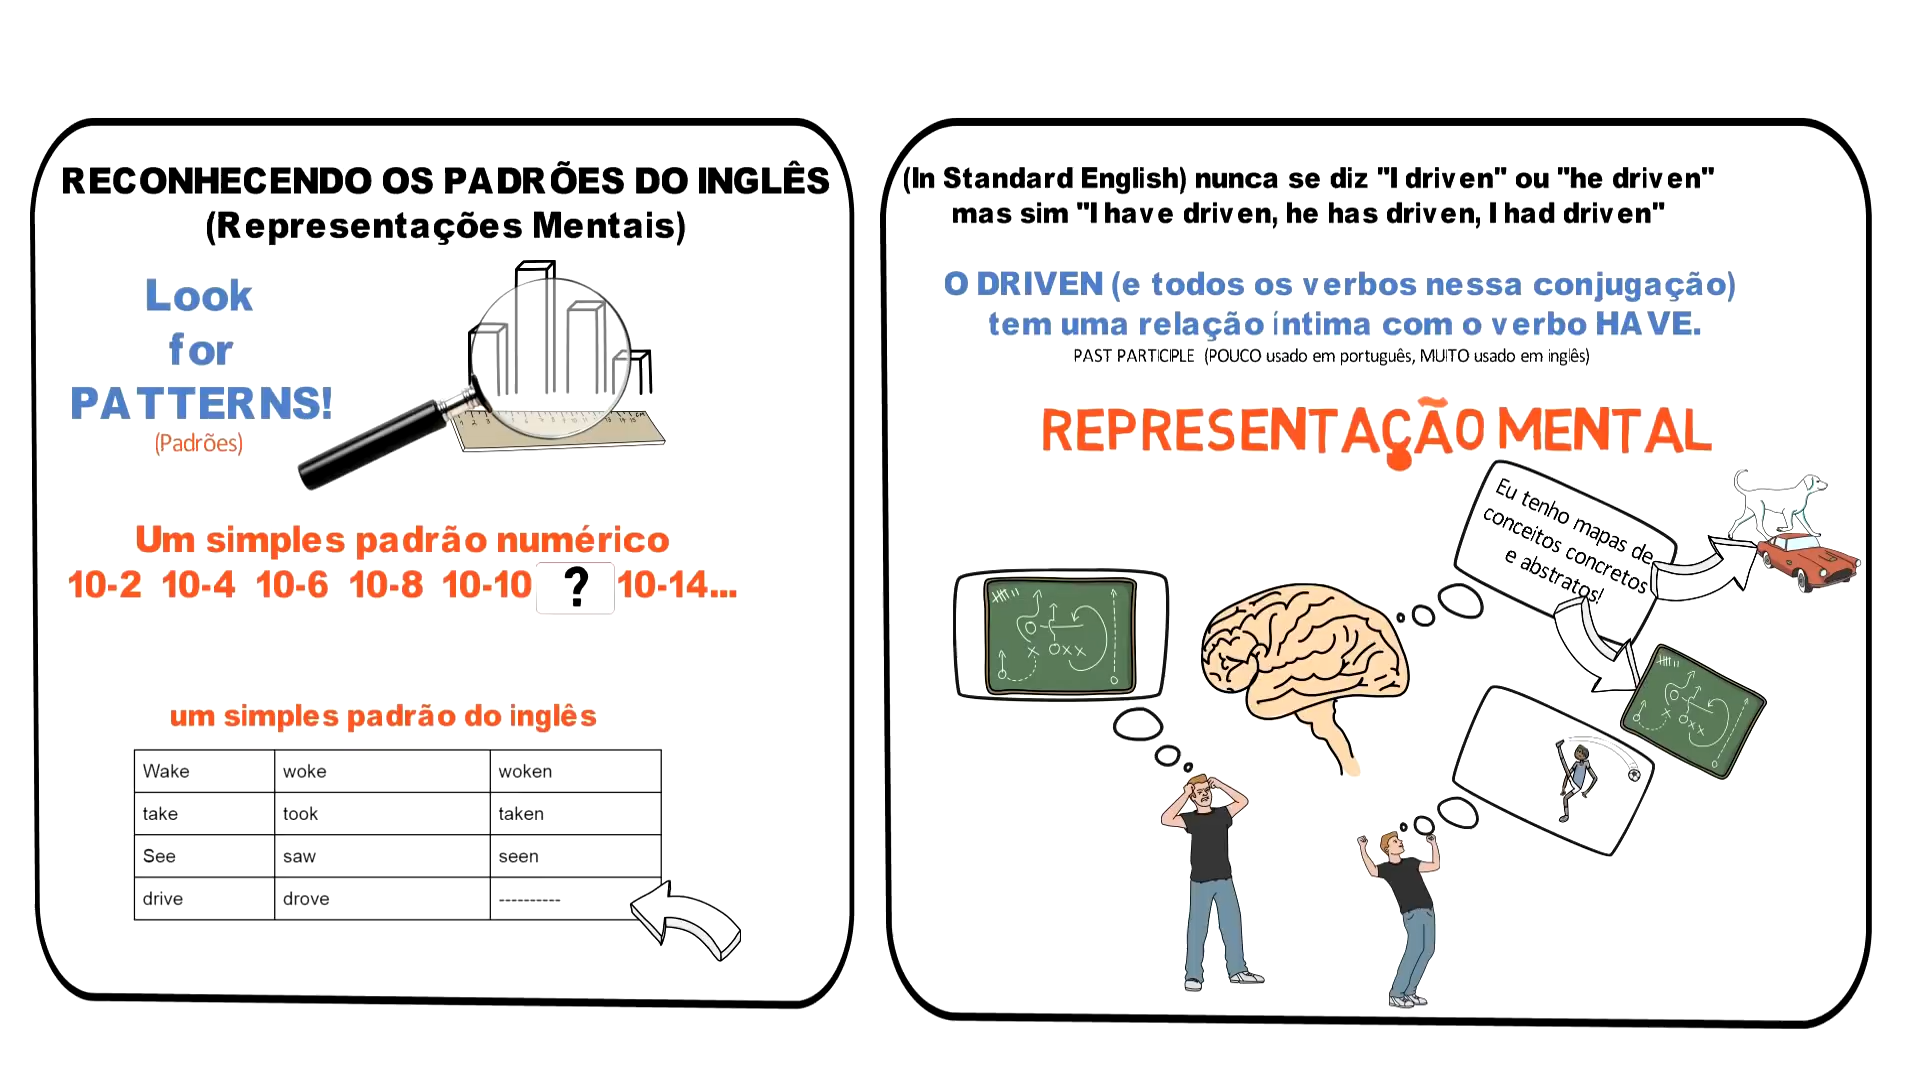 RECONHECENDO OS PADRÕES DO INGLÊS
(Representações Mentais)
Look
for
PATTERNS!
(Padrões)
Um simples padrão numérico
10-2 10-4 10-6 10-8 10-10 ? 10-14...
um simples padrão do inglês
Wake woke woken
take took taken
See saw seen
drive drove ----------
(In Standard English) nunca se diz "I driven" ou "he driven"
mas sim "I have driven, he has driven, I had driven"
O DRIVEN (e todos os verbos nessa conjugação)
tem uma relação íntima com o verbo HAVE.
PAST PARTICIPLE (POUCO usado em português, MUITO usado em inglês)
REPRESENTAÇÃO MENTAL
Eu tenho mapas de
conceitos concretos
e abstratos!